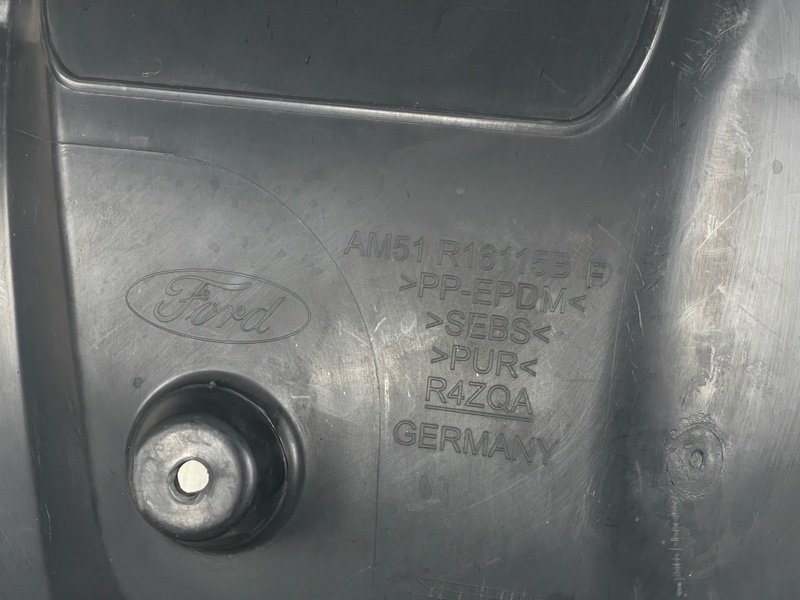 Ford
AM51 R16115B F
>PP-EPDM<
>SEBS<
>PUR<
R4ZQA
GERMANY